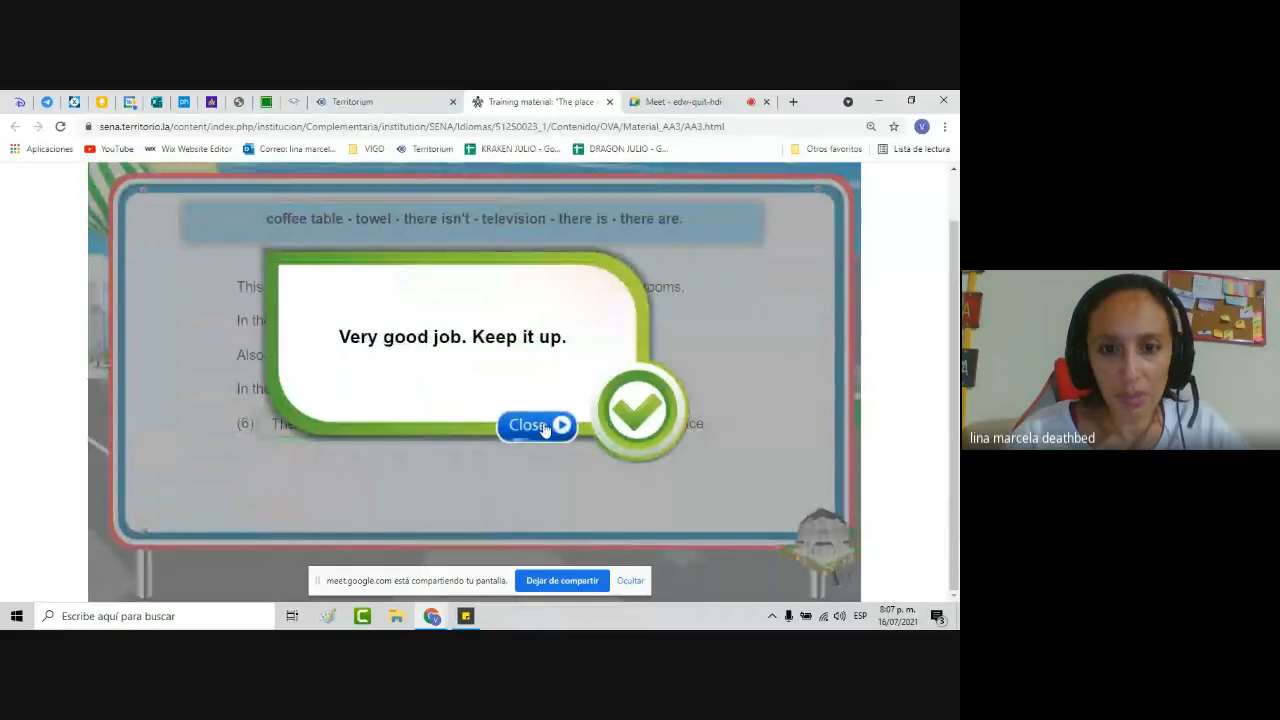 Territorium
Training material: "The place
Meet - edw-quit-hdi
sena.territorio.la/content/index.php/institucion/Complementaria/institution/SENA/Idiomas/51250023_1/Contenido/OVA/Material_AA3/AA3.html
Aplicaciones
YouTube
Wix Website Editor
Correo: lina marcel...
VIGO
Territorium
KRAKEN JULIO - Go...
DRAGON JULIO - G...
Otros favoritos
Lista de lectura
coffee table - towel - there isn't - television - there is - there are.
This
ooms.
In th
Very good job. Keep it up.
Also
In the
Close
(6) The
ce
meet.google.com está compartiendo tu pantalla.
Dejar de compartir
Ocultar
Escribe aquí para buscar
ESP
8:07 p. m.
16/07/2021
lina marcela deathbed